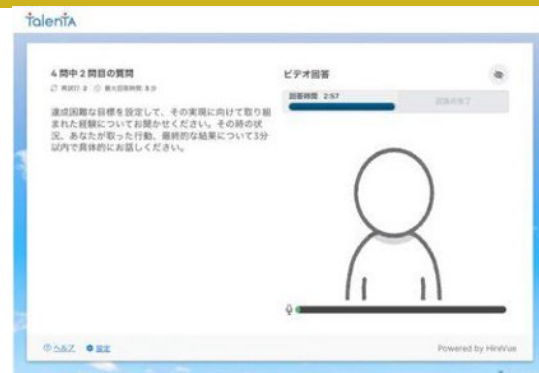 TalenTA
4 問中 2 問目の質問
再試行 2 最大回答時間 3 分
達成困難な目標を設定して、その実現に向けて取り組
まれた経験についてお聞かせください。その時の状
況、あなたが取った行動、最終的な結果について3分
以内で具体的にお話しください。
ビデオ回答
回答時間 2:57
回答の完了
ヘルプ 設定
Powered by HireVue